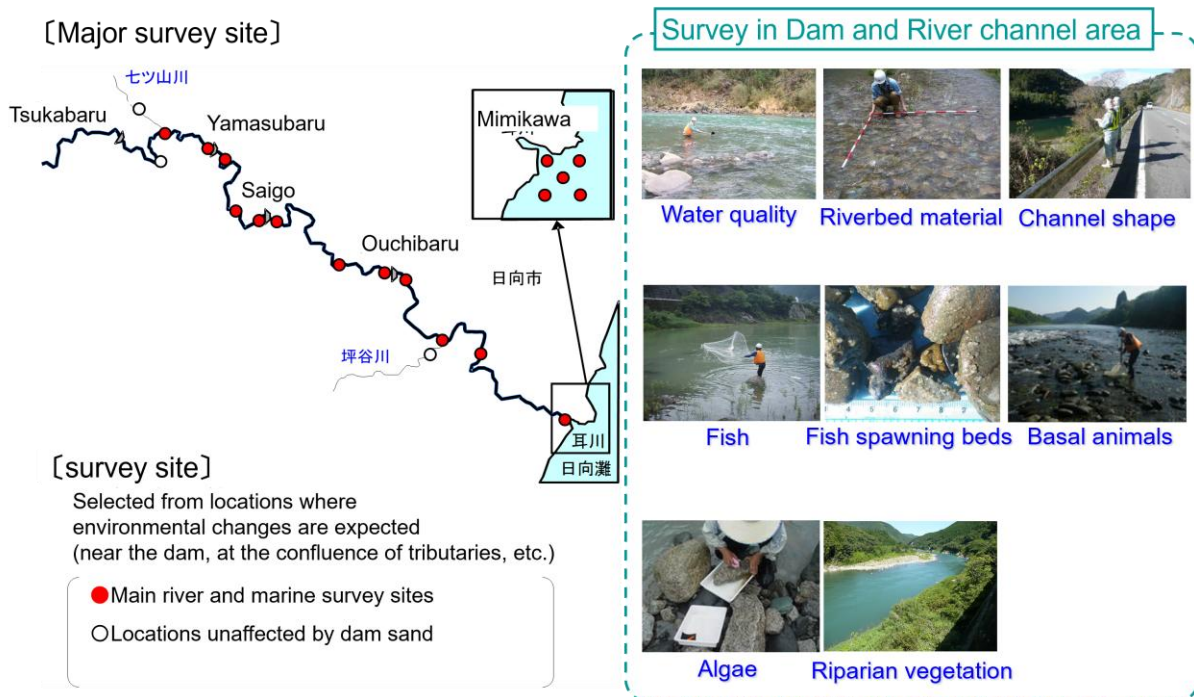 〔Major survey site〕
七ツ山川
Tsukabaru
Yamasubaru
Saigo
Ouchibaru
Mimikawa
日向市
坪谷川
耳川
日向灘
〔survey site〕
Selected from locations where
environmental changes are expected
(near the dam, at the confluence of tributaries, etc.)
Main river and marine survey sites
Locations unaffected by dam sand
Survey in Dam and River channel area
Water quality
Riverbed material
Channel shape
Fish
Fish spawning beds
Basal animals
Algae
Riparian vegetation